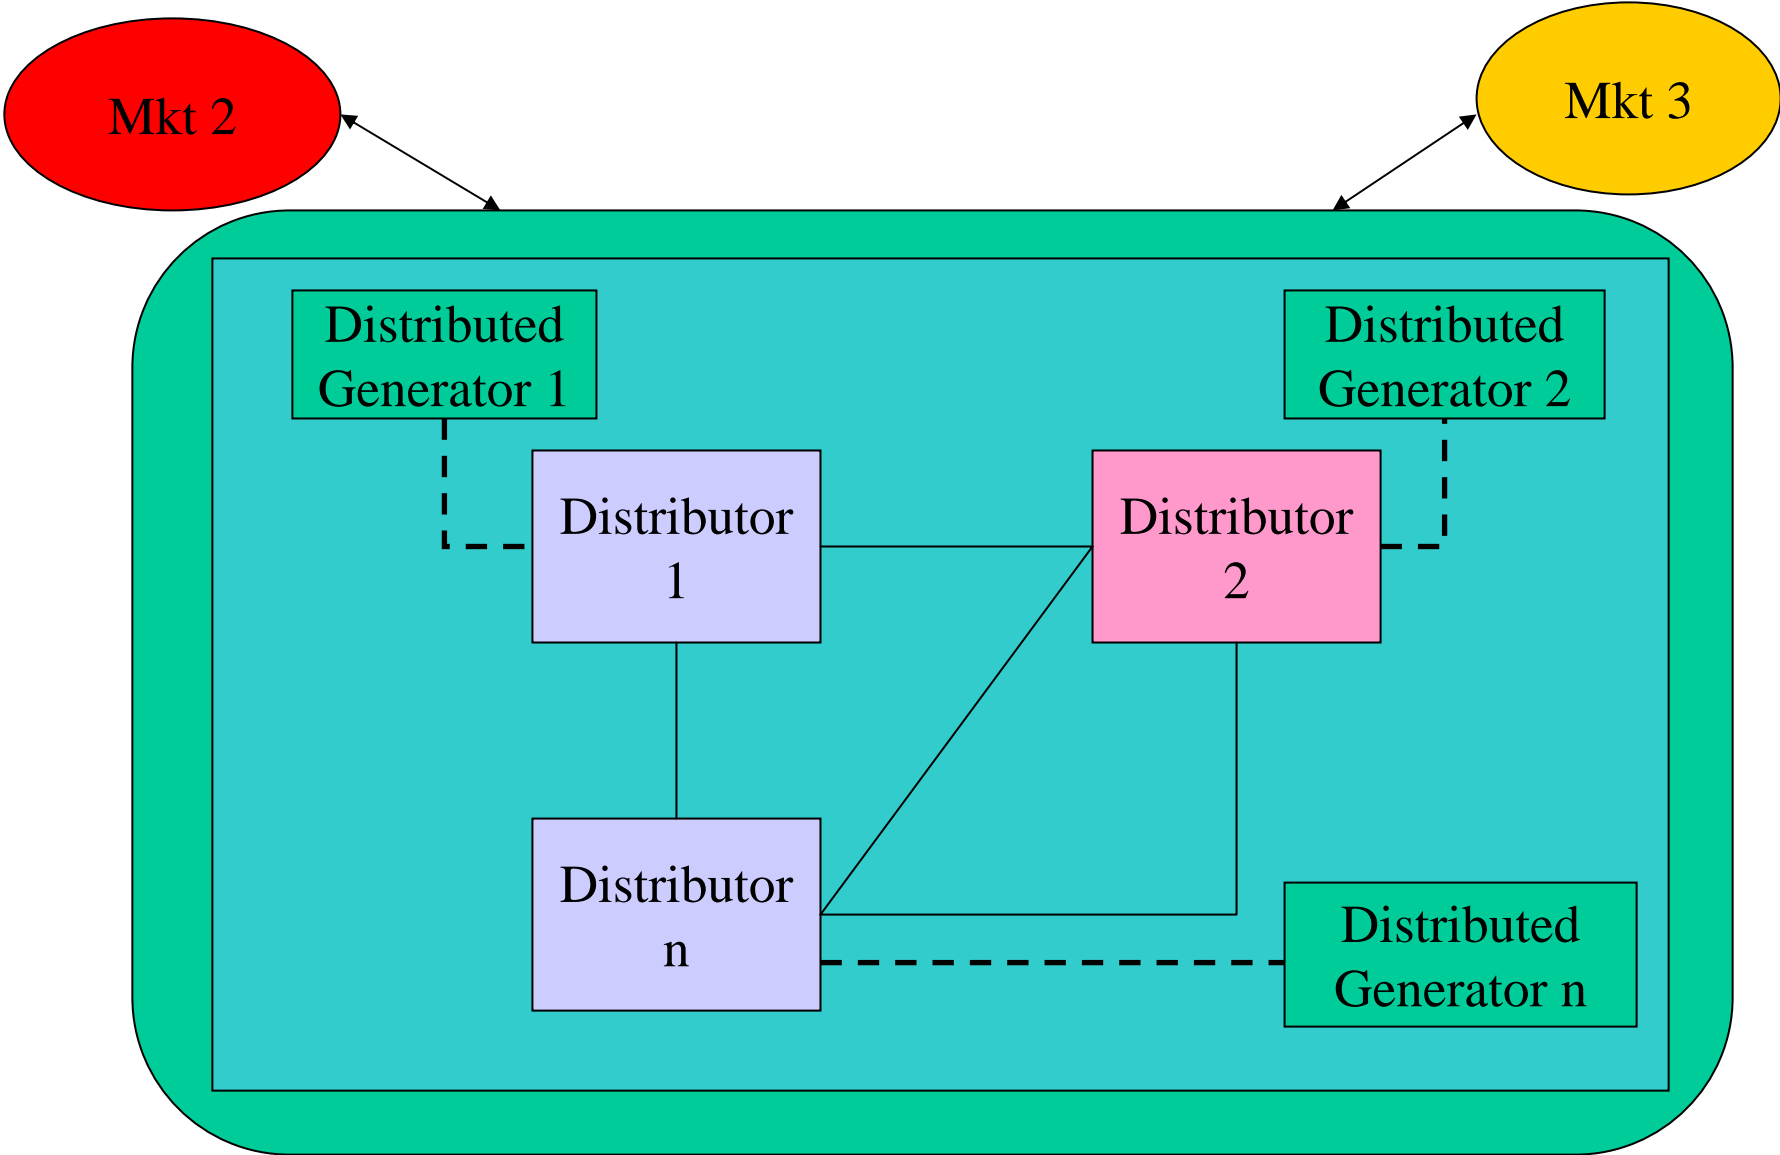 Mkt 2
Mkt 3
Distributed
Generator 1
Distributed
Generator 2
Distributor
1
Distributor
2
Distributor
n
Distributed
Generator n